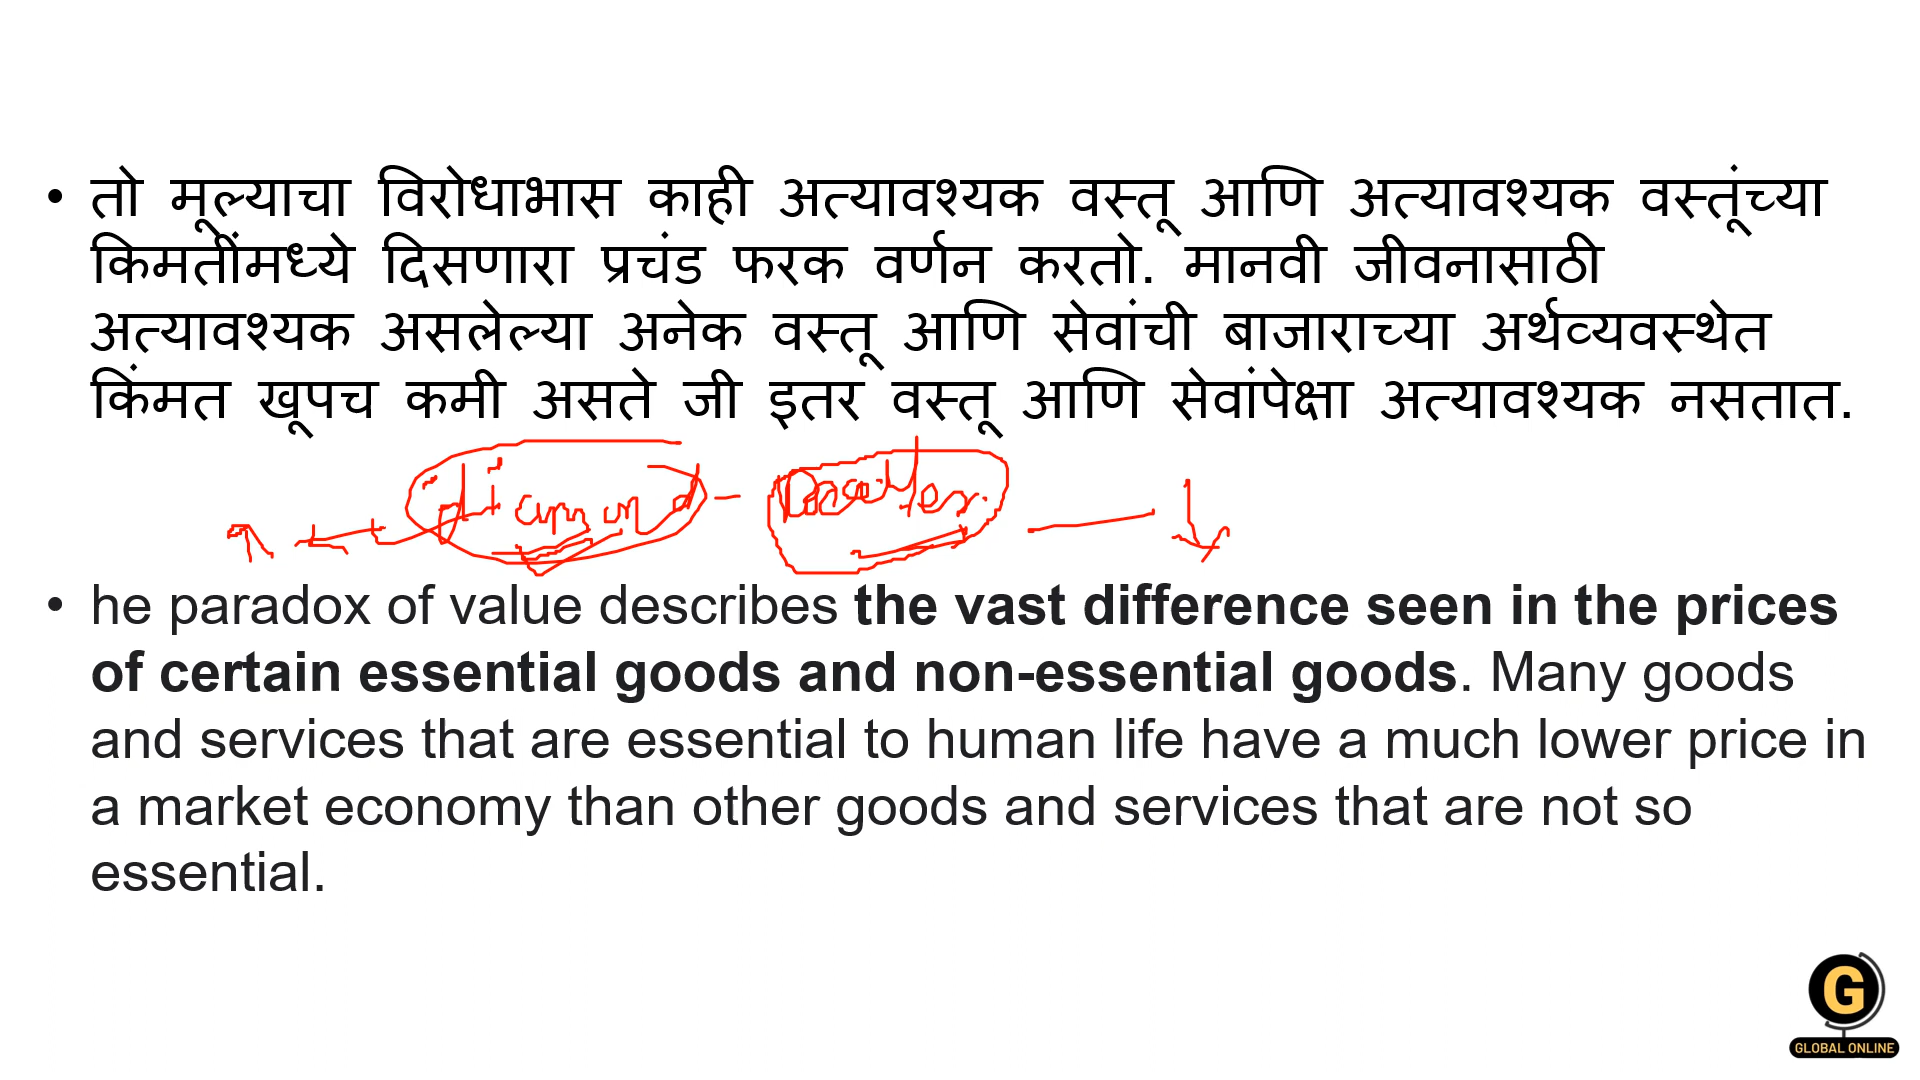 • तो मूल्याचा विरोधाभास काही अत्यावश्यक वस्तू आणि अत्यावश्यक वस्तूंच्या
किमतींमध्ये दिसणारा प्रचंड फरक वर्णन करतो. मानवी जीवनासाठी
अत्यावश्यक असलेल्या अनेक वस्तू आणि सेवांची बाजाराच्या अर्थव्यवस्थेत
किंमत खूपच कमी असते जी इतर वस्तू आणि सेवांपेक्षा अत्यावश्यक नसतात.
diamond -
• he paradox of value describes the vast difference seen in the prices
of certain essential goods and non-essential goods. Many goods
and services that are essential to human life have a much lower price in
a market economy than other goods and services that are not so
essential.
G
GLOBAL ONLINE